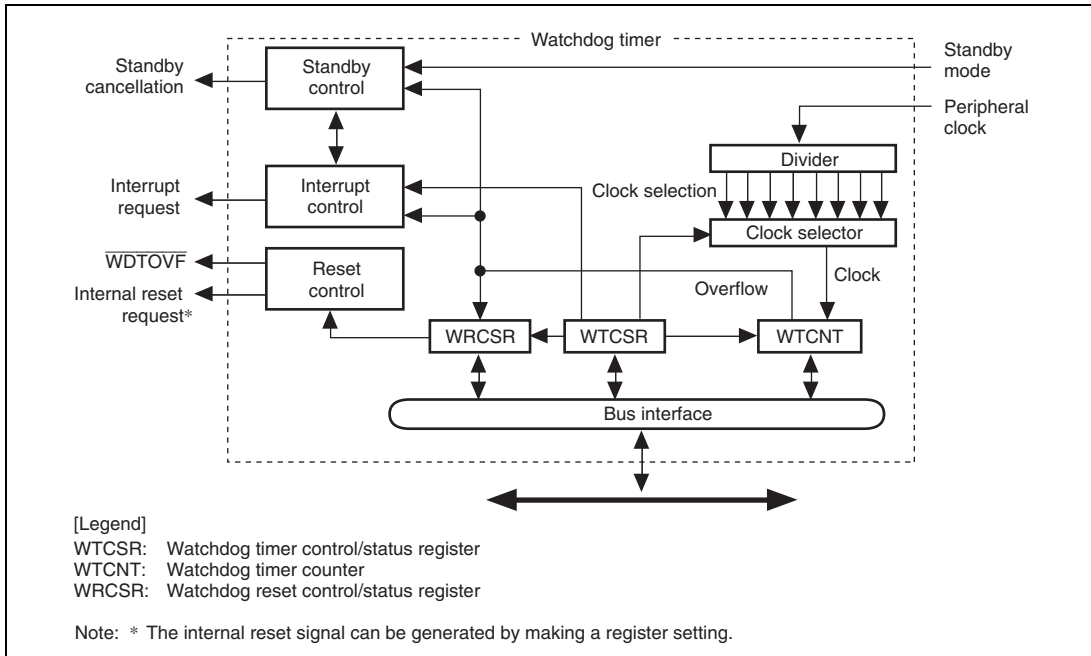 Watchdog timer
Standby
cancellation
Standby
control
Standby
mode
Peripheral
clock
Divider
Interrupt
request
Interrupt
control
Clock selection
Clock selector
WDTOVF
Internal reset
request*
Reset
control
Overflow
Clock
WRCSR
WTCSR
WTCNT
Bus interface
[Legend]
WTCSR: Watchdog timer control/status register
WTCNT: Watchdog timer counter
WRCSR: Watchdog reset control/status register
Note: * The internal reset signal can be generated by making a register setting.